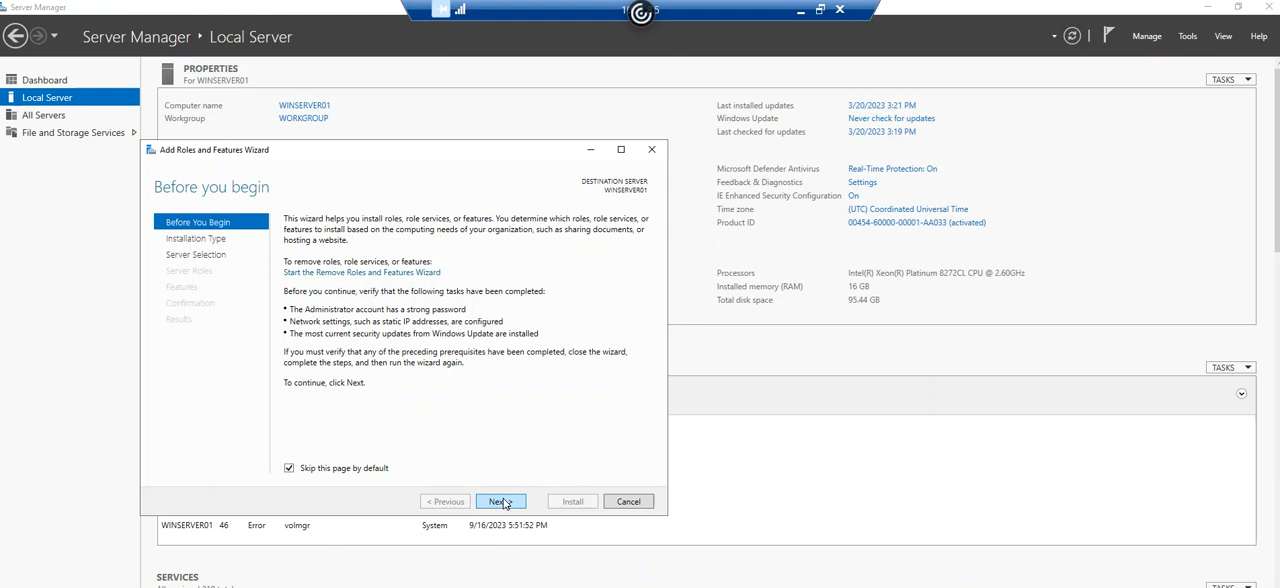 Server Manager
Server Manager • Local Server
Manage
Tools
View
Help
Dashboard
Local Server
All Servers
File and Storage Services
PROPERTIES
For WINSERVER01
TASKS
Computer name WINSERVER01
Workgroup WORKGROUP
Last installed updates 3/20/2023 3:21 PM
Windows Update Never check for updates
Last checked for updates 3/20/2023 3:19 PM
Microsoft Defender Antivirus Real-Time Protection: On
Feedback & Diagnostics Settings
IE Enhanced Security Configuration On
Time zone (UTC) Coordinated Universal Time
Product ID 00454-60000-00001-AA033 (activated)
Processors Intel(R) Xeon(R) Platinum 8272CL CPU @ 2.60GHz
Installed memory (RAM) 16 GB
Total disk space 95.44 GB
TASKS
Add Roles and Features Wizard
Before you begin
DESTINATION SERVER
WINSERVER01
Before You Begin
Installation Type
Server Selection
Server Roles
Features
Confirmation
Results
This wizard helps you install roles, role services, or features. You determine which roles, role services, or
features to install based on the computing needs of your organization, such as sharing documents, or
hosting a website.
To remove roles, role services, or features:
Start the Remove Roles and Features Wizard
Before you continue, verify that the following tasks have been completed:
• The Administrator account has a strong password
• Network settings, such as static IP addresses, are configured
• The most current security updates from Windows Update are installed
If you must verify that any of the preceding prerequisites have been completed, close the wizard,
complete the steps, and then run the wizard again.
To continue, click Next.
Skip this page by default
< Previous
Next >
Install
Cancel
WINSERVER01 46 Error volmgr System 9/16/2023 5:51:52 PM
SERVICES
TASKS